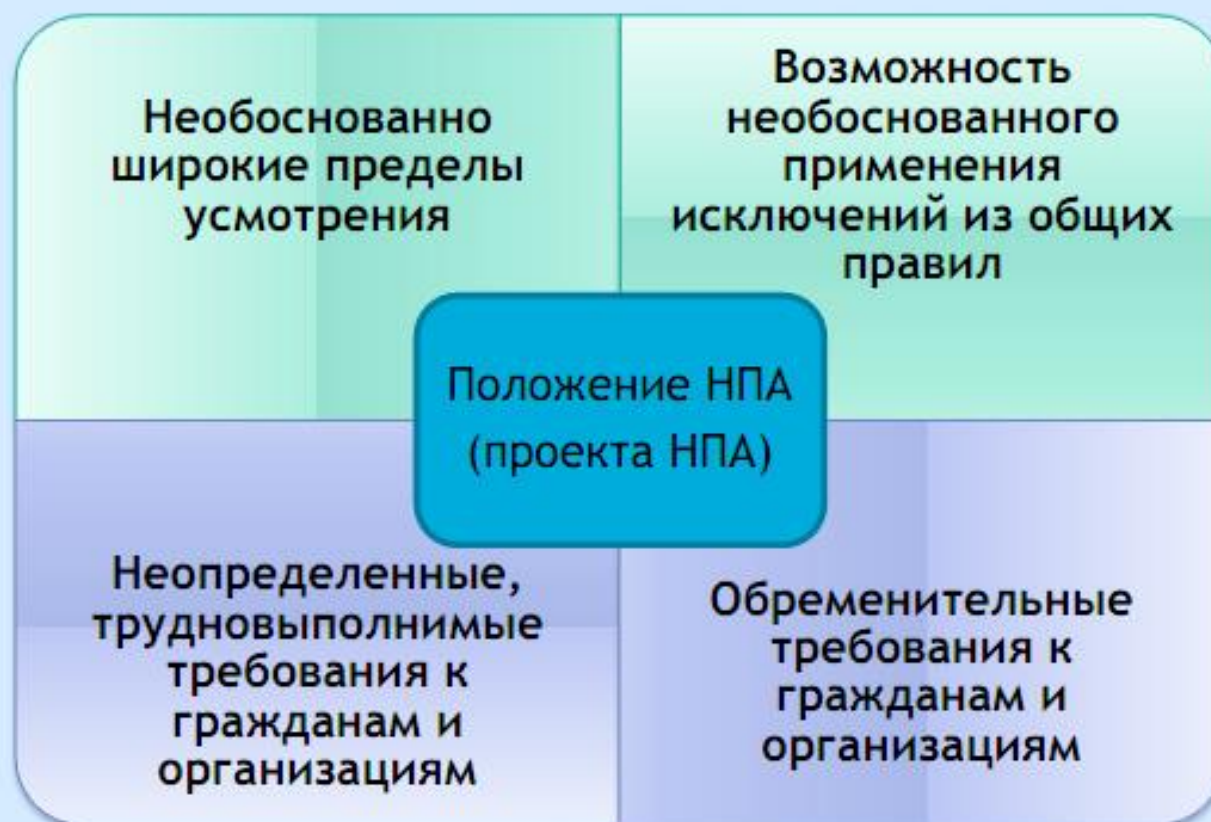 Необоснованно
широкие пределы
усмотрения
Возможность
необоснованного
применения
исключений из общих
правил
Положение НПА
(проекта НПА)
Неопределенные,
трудновыполнимые
требования к
гражданам и
организациям
Обременительные
требования к
гражданам и
организациям